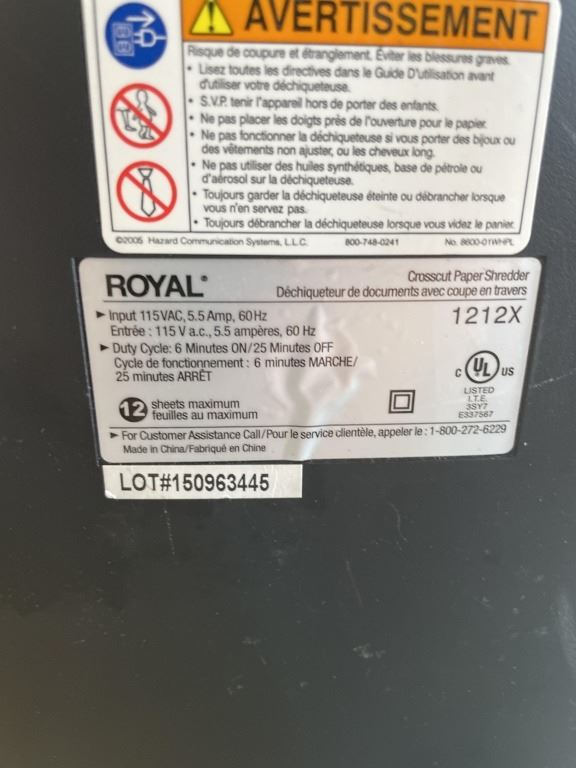 AVERTISSEMENT
Risque de coupure et étranglement. Éviter les blessures graves.
• Lisez toutes les directives dans le Guide D'utilisation avant
d'utiliser votre déchiqueteuse.
• S.V.P. tenir l'appareil hors de porter des enfants.
• Ne pas placer les doigts près de l'ouverture pour le papier.
• Ne pas fonctionner la déchiqueteuse si vous porter des bijoux ou
des vêtements non ajuster, ou les cheveux long.
• Ne pas utiliser des huiles synthétiques, base de pétrole ou
d'aérosol sur la déchiqueteuse.
• Toujours garder la déchiqueteuse éteinte ou débrancher lorsque
vous n'en servez pas.
• Toujours débrancher la déchiqueteuse lorsque vous videz le panier.
©2005 Hazard Communication Systems, L.L.C. 800-748-0241 No. 8600-01WHPL
ROYAL®
Crosscut Paper Shredder
Déchiqueteur de documents avec coupe en travers
1212X
► Input 115VAC, 5.5 Amp, 60Hz
Entrée : 115 V a.c., 5.5 ampères, 60 Hz
► Duty Cycle: 6 Minutes ON/25 Minutes OFF
Cycle de fonctionnement : 6 minutes MARCHE/
25 minutes ARRÊT
C UL US
LISTED
I.T.E.
3SY7
E337567
12 sheets maximum
feuilles au maximum
► For Customer Assistance Call/Pour le service clientèle, appeler le : 1-800-272-6229
Made in China/Fabriqué en Chine
LOT#150963445